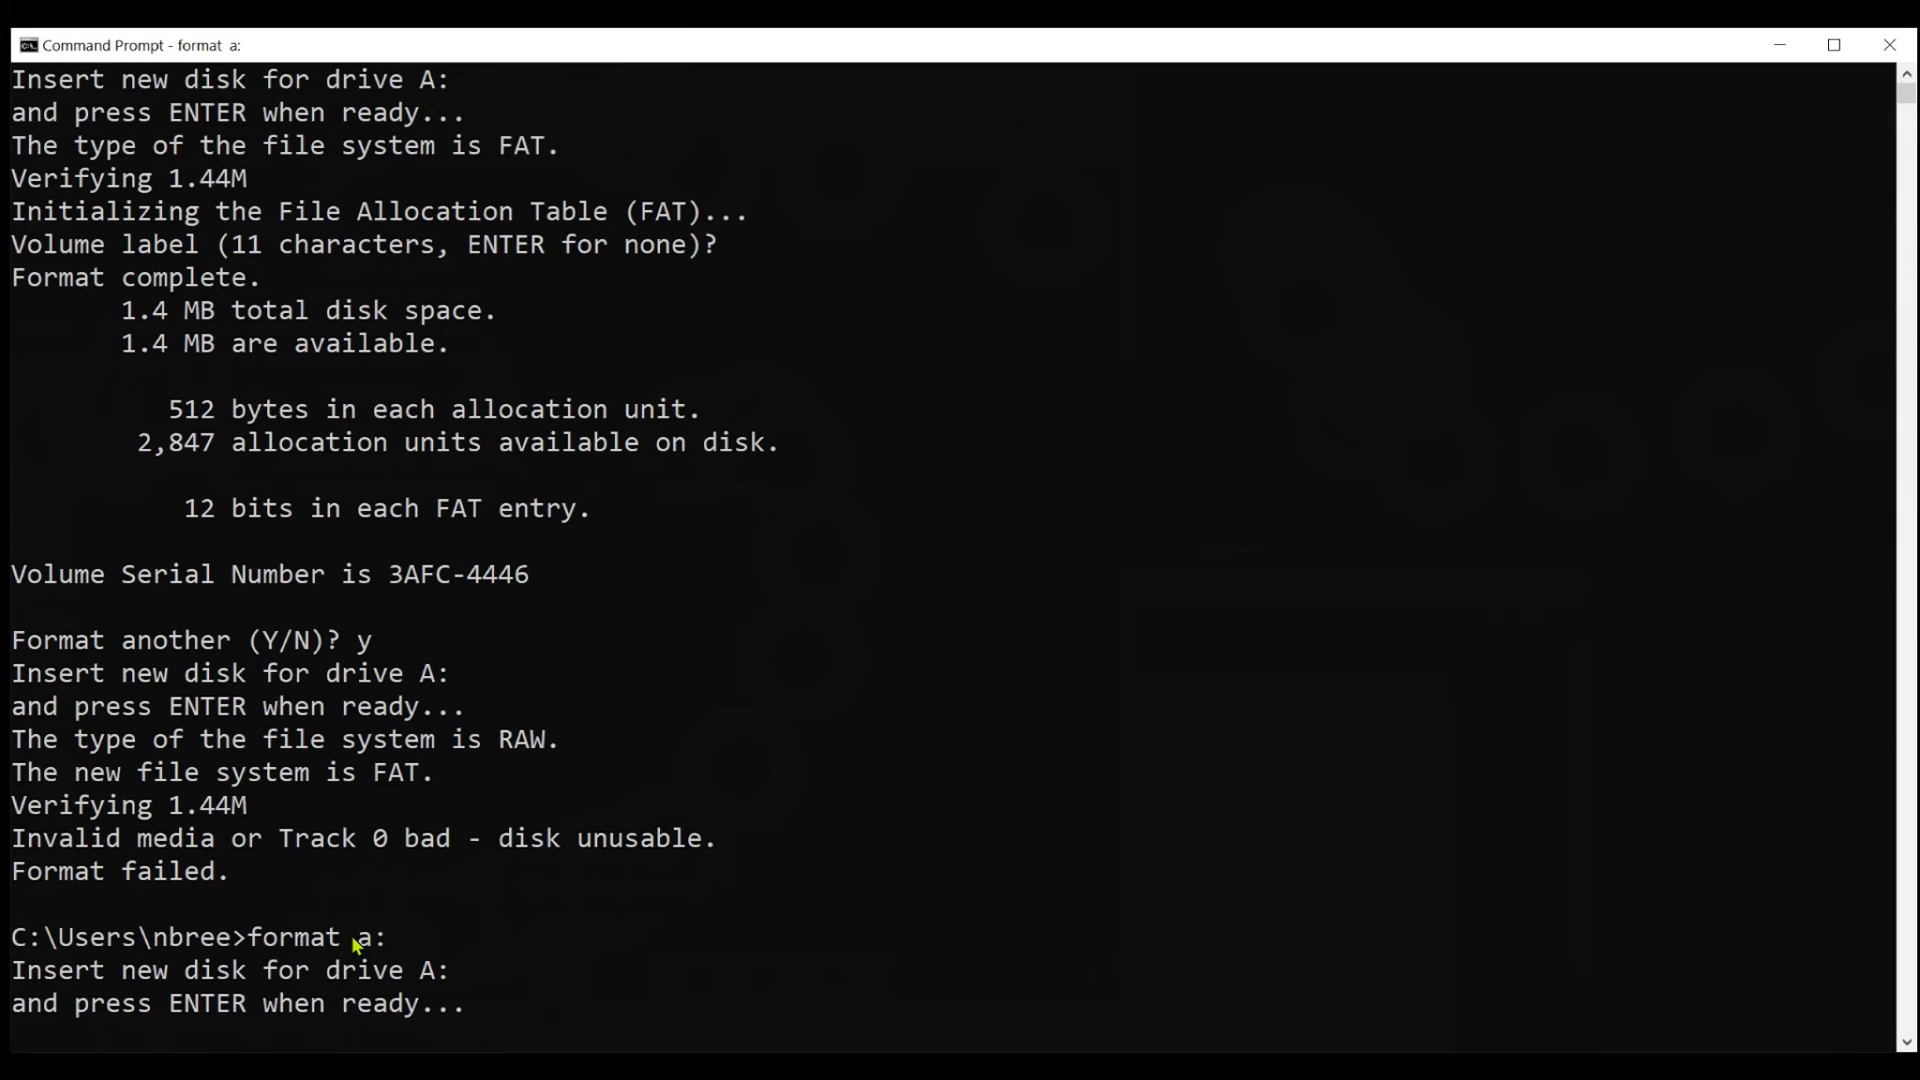 Command Prompt - format  a:
Insert new disk for drive A:
and press ENTER when ready...
The type of the file system is FAT.
Verifying 1.44M
Initializing the File Allocation Table (FAT)...
Volume label (11 characters, ENTER for none)?
Format complete.
       1.4 MB total disk space.
       1.4 MB are available.

          512 bytes in each allocation unit.
        2,847 allocation units available on disk.

           12 bits in each FAT entry.

Volume Serial Number is 3AFC-4446

Format another (Y/N)? y
Insert new disk for drive A:
and press ENTER when ready...
The type of the file system is RAW.
The new file system is FAT.
Verifying 1.44M
Invalid media or Track 0 bad - disk unusable.
Format failed.

C:\Users\nbree>format a:
Insert new disk for drive A:
and press ENTER when ready...